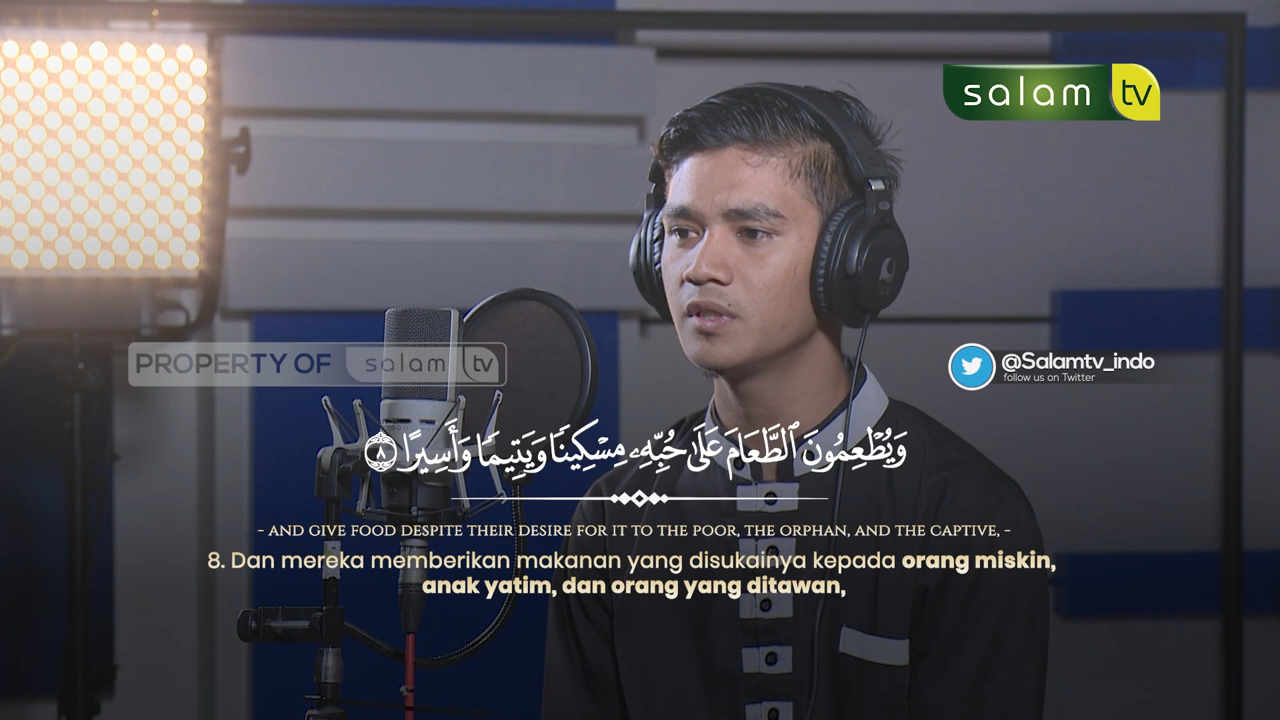 salam tv
PROPERTY OF salam tv
@Salamtv_indo
follow us on Twitter
وَيُطْعِمُونَ ٱلطَّعَامَ عَلَىٰ حُبِّهِۦ مِسْكِينًا وَيَتِيمًا وَأَسِيرًا ٨
- AND GIVE FOOD DESPITE THEIR DESIRE FOR IT TO THE POOR, THE ORPHAN, AND THE CAPTIVE, -
8. Dan mereka memberikan makanan yang disukainya kepada orang miskin,
anak yatim, dan orang yang ditawan,